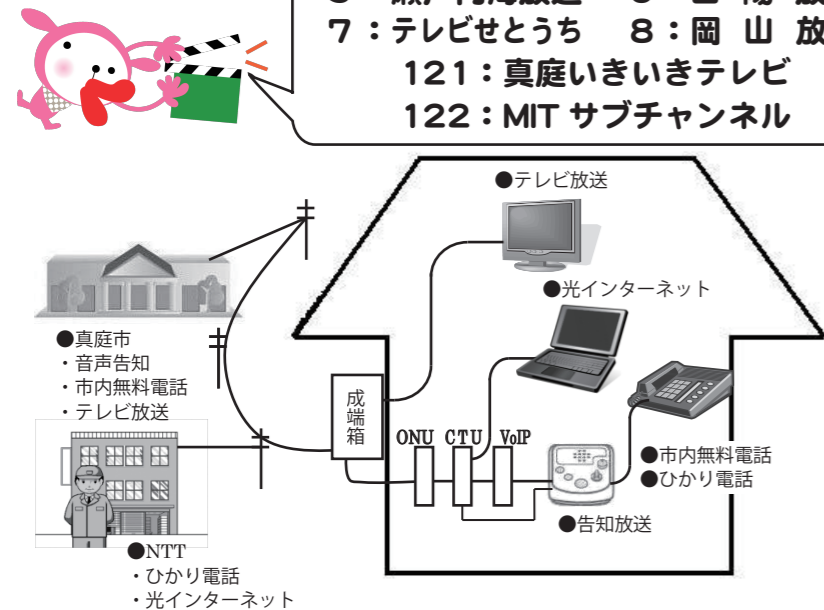 7：テレビせとうち　8：岡 山 放
121：真庭いきいきテレビ
122：MIT サブチャンネル
●テレビ放送
●光インターネット
●真庭市
・音声告知
・市内無料電話
・テレビ放送
成端箱
ONU CTU VoIP
●市内無料電話
●ひかり電話
●告知放送
●NTT
・ひかり電話
・光インターネット